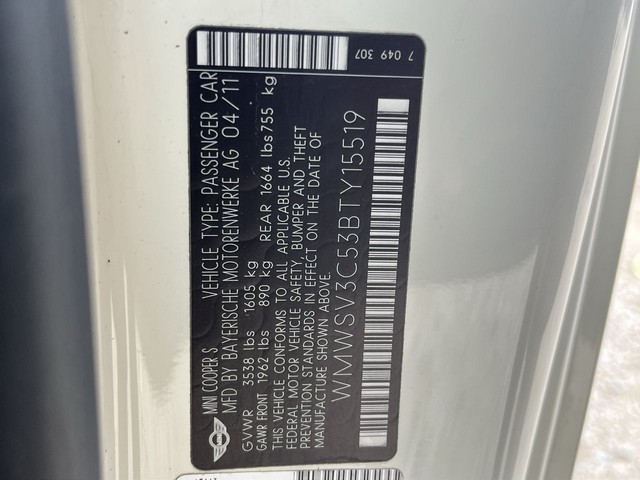 MINI COOPER S VEHICLE TYPE: PASSENGER CAR
MFD BY BAYERISCHE MOTORENWERKE AG 04/11
GVWR 3538 lbs 1605 kg
GAWR FRONT 1962 lbs 890 kg REAR 1664 lbs 755 kg
THIS VEHICLE CONFORMS TO ALL APPLICABLE U.S.
FEDERAL MOTOR VEHICLE SAFETY, BUMPER AND THEFT
PREVENTION STANDARDS IN EFFECT ON THE DATE OF
MANUFACTURE SHOWN ABOVE.
WMWSV3C53BTY15519
7 049 307